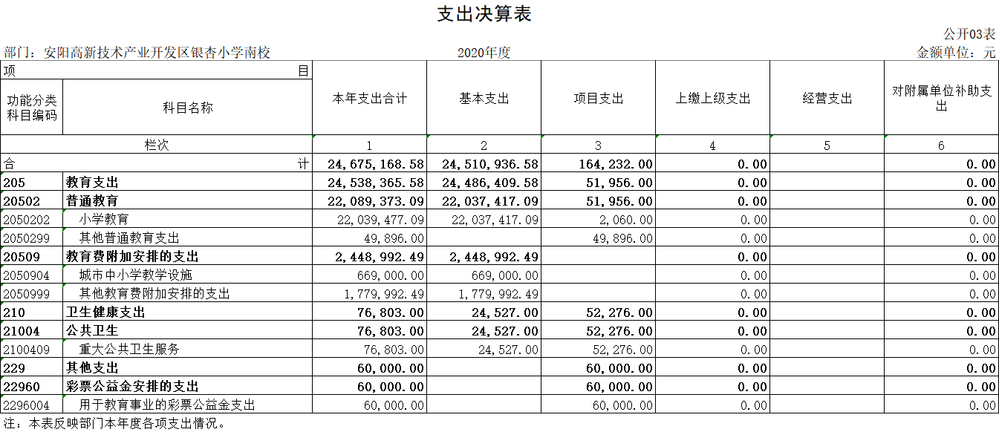 支出决算表
公开03表
部门：安阳高新技术产业开发区银杏小学南校 2020年度 金额单位：元
项 目 本年支出合计 基本支出 项目支出 上缴上级支出 经营支出 对附属单位补助支出
功能分类科目编码 科目名称
栏次 1 2 3 4 5 6
合 计 24,675,168.58 24,510,936.58 164,232.00 0.00 0.00
205 教育支出 24,538,365.58 24,486,409.58 51,956.00 0.00 0.00
20502 普通教育 22,089,373.09 22,037,417.09 51,956.00 0.00 0.00
2050202 小学教育 22,039,477.09 22,037,417.09 2,060.00 0.00 0.00
2050299 其他普通教育支出 49,896.00 49,896.00 0.00 0.00
20509 教育费附加安排的支出 2,448,992.49 2,448,992.49 0.00 0.00
2050904 城市中小学教学设施 669,000.00 669,000.00 0.00 0.00
2050999 其他教育费附加安排的支出 1,779,992.49 1,779,992.49 0.00 0.00
210 卫生健康支出 76,803.00 24,527.00 52,276.00 0.00 0.00
21004 公共卫生 76,803.00 24,527.00 52,276.00 0.00 0.00
2100409 重大公共卫生服务 76,803.00 24,527.00 52,276.00 0.00 0.00
229 其他支出 60,000.00 60,000.00 0.00 0.00
22960 彩票公益金安排的支出 60,000.00 60,000.00 0.00 0.00
2296004 用于教育事业的彩票公益金支出 60,000.00 60,000.00 0.00 0.00
注：本表反映部门本年度各项支出情况。